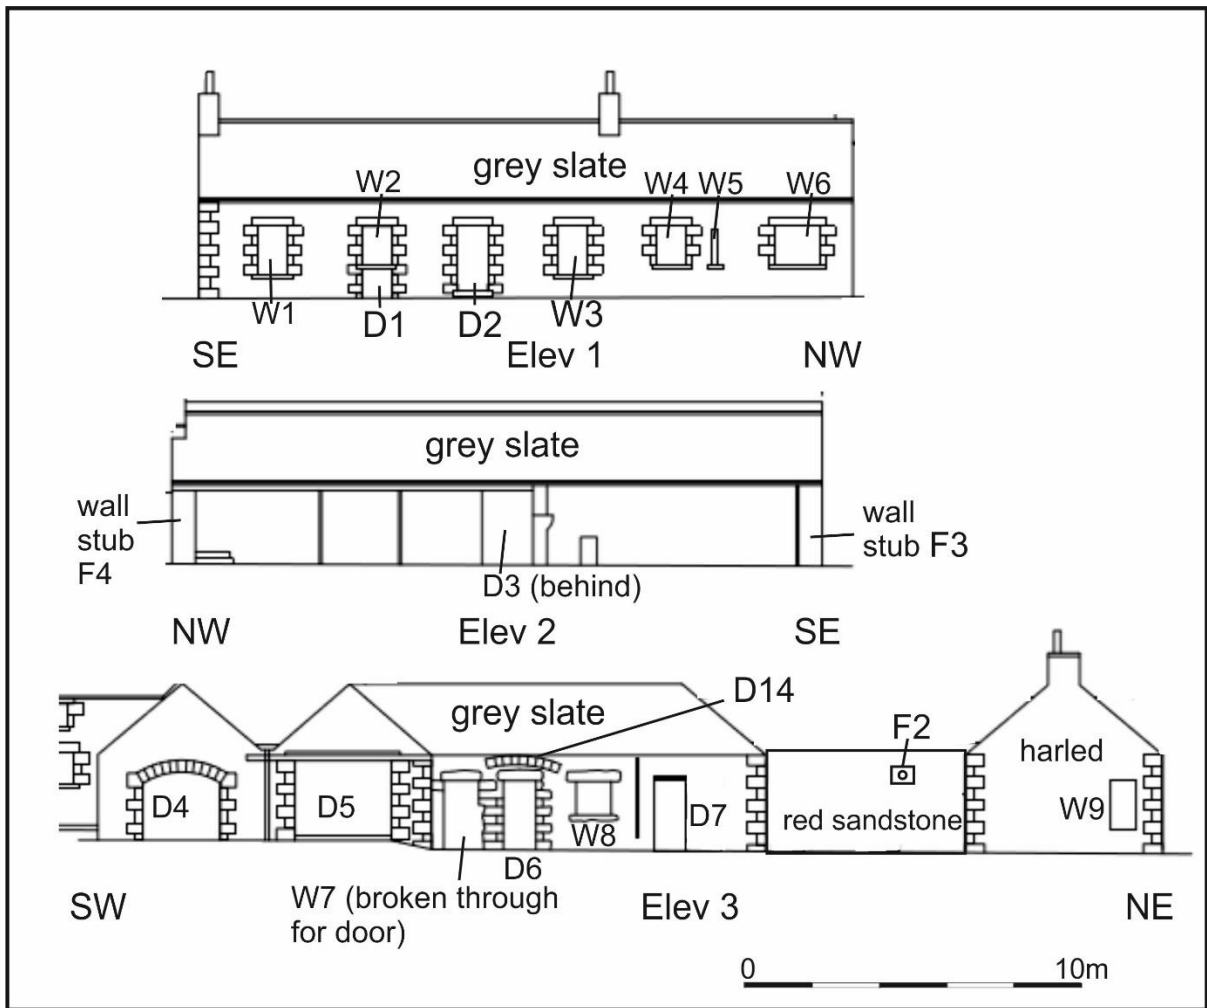 grey slate
W2
W4 W5 W6
W1 D1 D2 W3
SE Elev 1 NW
grey slate
wall
stub
F4
wall
stub F3
D3 (behind)
NW Elev 2 SE
D14
grey slate
F2
harled
D4 D5 W8 D7 red sandstone W9
D6
W7 (broken through
for door)
SW Elev 3 NE
0 10m